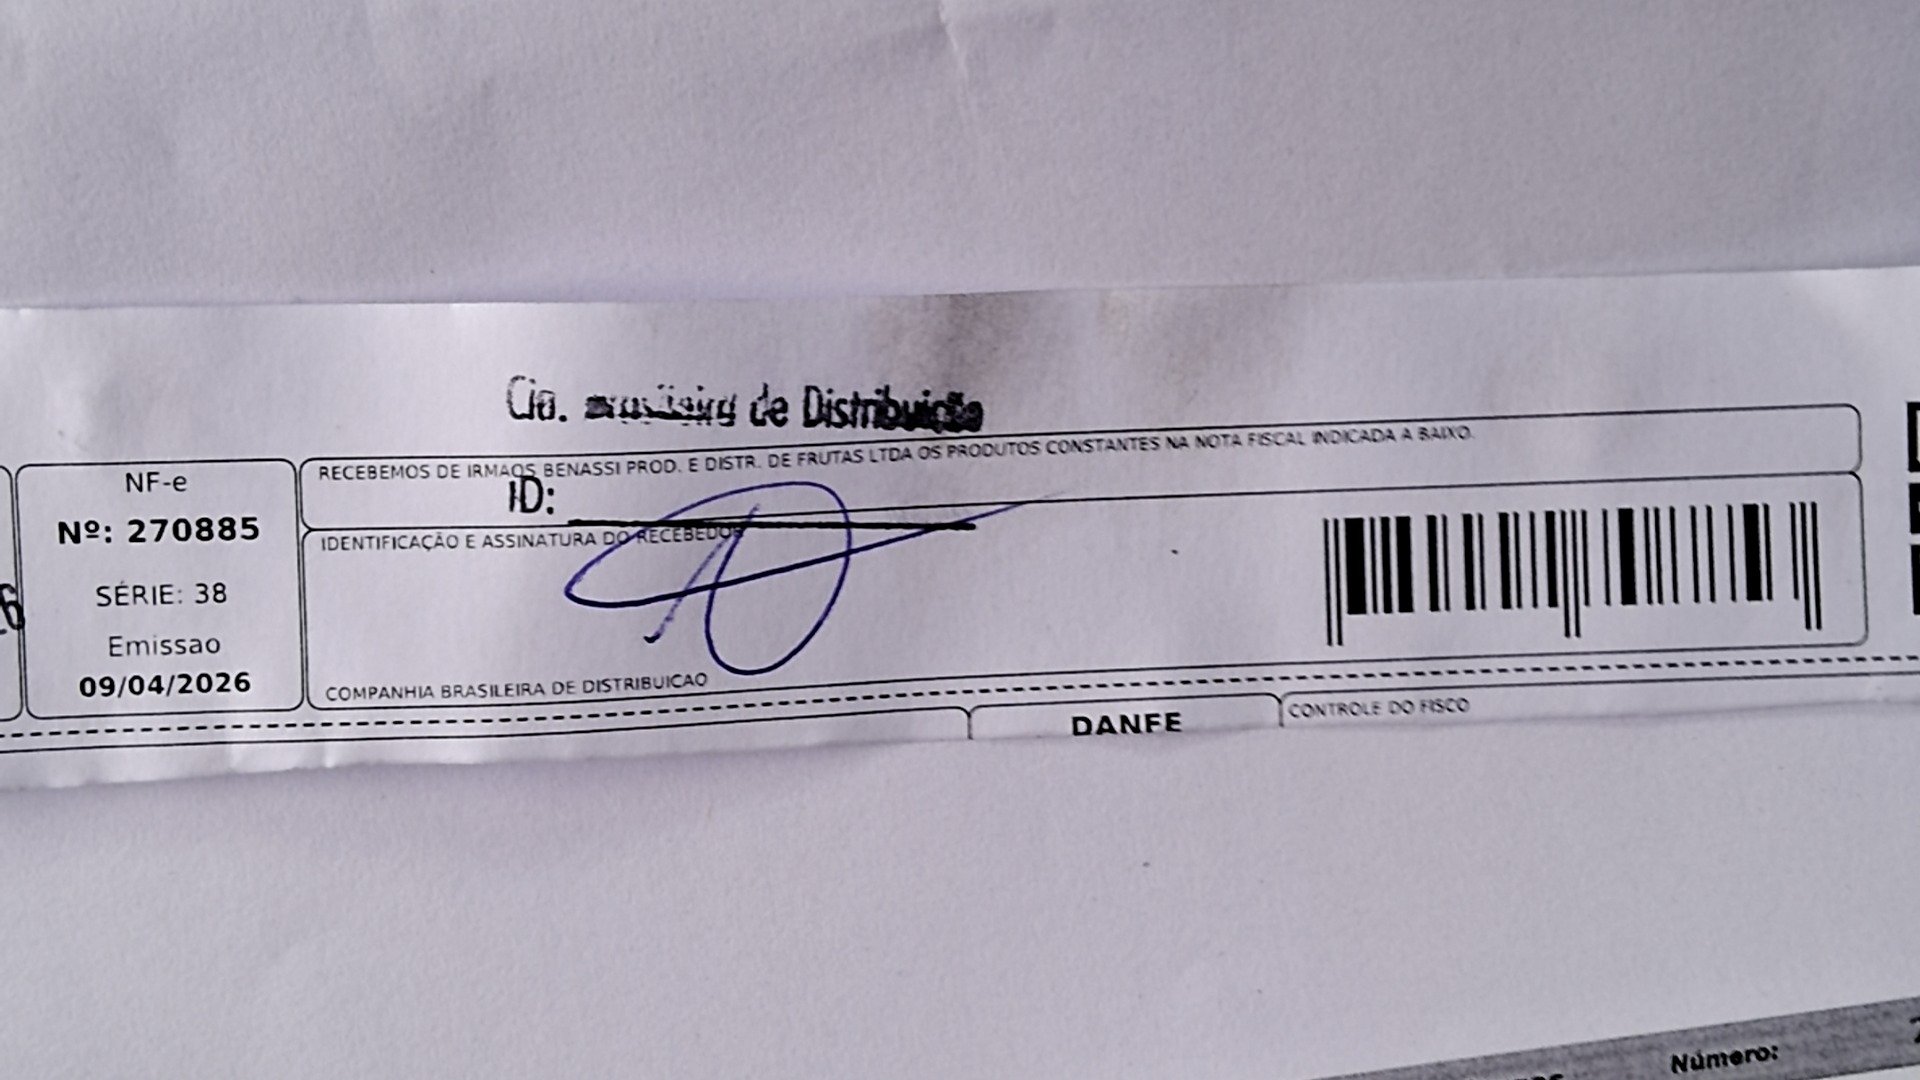 Cia. de Distribuição
RECEBEMOS DE IRMAOS BENASSI PROD. E DISTR. DE FRUTAS LTDA OS PRODUTOS CONSTANTES NA NOTA FISCAL INDICADA A BAIXO.
ID:
NF-e
Nº: 270885
SÉRIE: 38
Emissao
09/04/2026
IDENTIFICAÇÃO E ASSINATURA DO RECEBEDOR
COMPANHIA BRASILEIRA DE DISTRIBUICAO
DANFE
CONTROLE DO FISCO
Número: